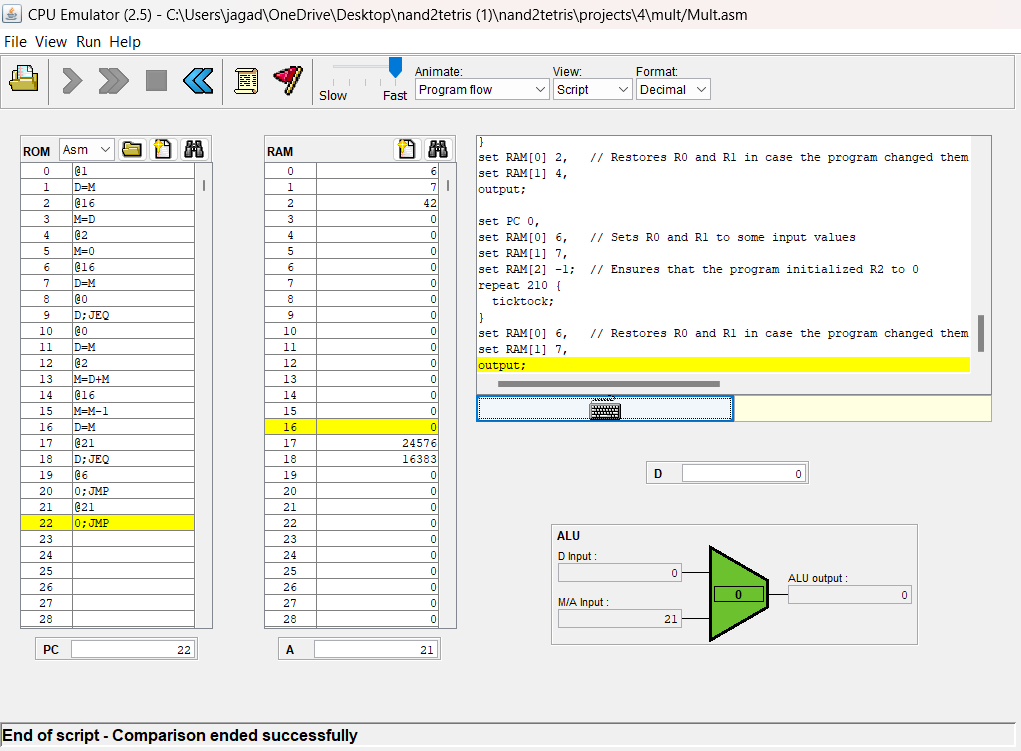 CPU Emulator (2.5) - C:\Users\jagad\OneDrive\Desktop\nand2tetris (1)\nand2tetris\projects\4\mult/Mult.asm
File View Run Help
Slow Fast
Animate: View: Format:
Program flow Script Decimal
ROM Asm
0 @1
1 D=M
2 @16
3 M=D
4 @2
5 M=0
6 @16
7 D=M
8 @0
9 D;JEQ
10 @0
11 D=M
12 @2
13 M=D+M
14 @16
15 M=M-1
16 D=M
17 @21
18 D;JEQ
19 @6
20 0;JMP
21 @21
22 0;JMP
23
24
25
26
27
28
PC 22
RAM
0 6
1 7
2 42
3 0
4 0
5 0
6 0
7 0
8 0
9 0
10 0
11 0
12 0
13 0
14 0
15 0
16 0
17 24576
18 16383
19 0
20 0
21 0
22 0
23 0
24 0
25 0
26 0
27 0
28 0
A 21
}
set RAM[0] 2,   // Restores R0 and R1 in case the program changed them
set RAM[1] 4,
output;
set PC 0,
set RAM[0] 6,   // Sets R0 and R1 to some input values
set RAM[1] 7,
set RAM[2] -1;  // Ensures that the program initialized R2 to 0
repeat 210 {
  ticktock;
}
set RAM[0] 6,   // Restores R0 and R1 in case the program changed them
set RAM[1] 7,
output;
D 0
ALU
D Input :
0
M/A Input :
21
0
ALU output :
0
End of script - Comparison ended successfully